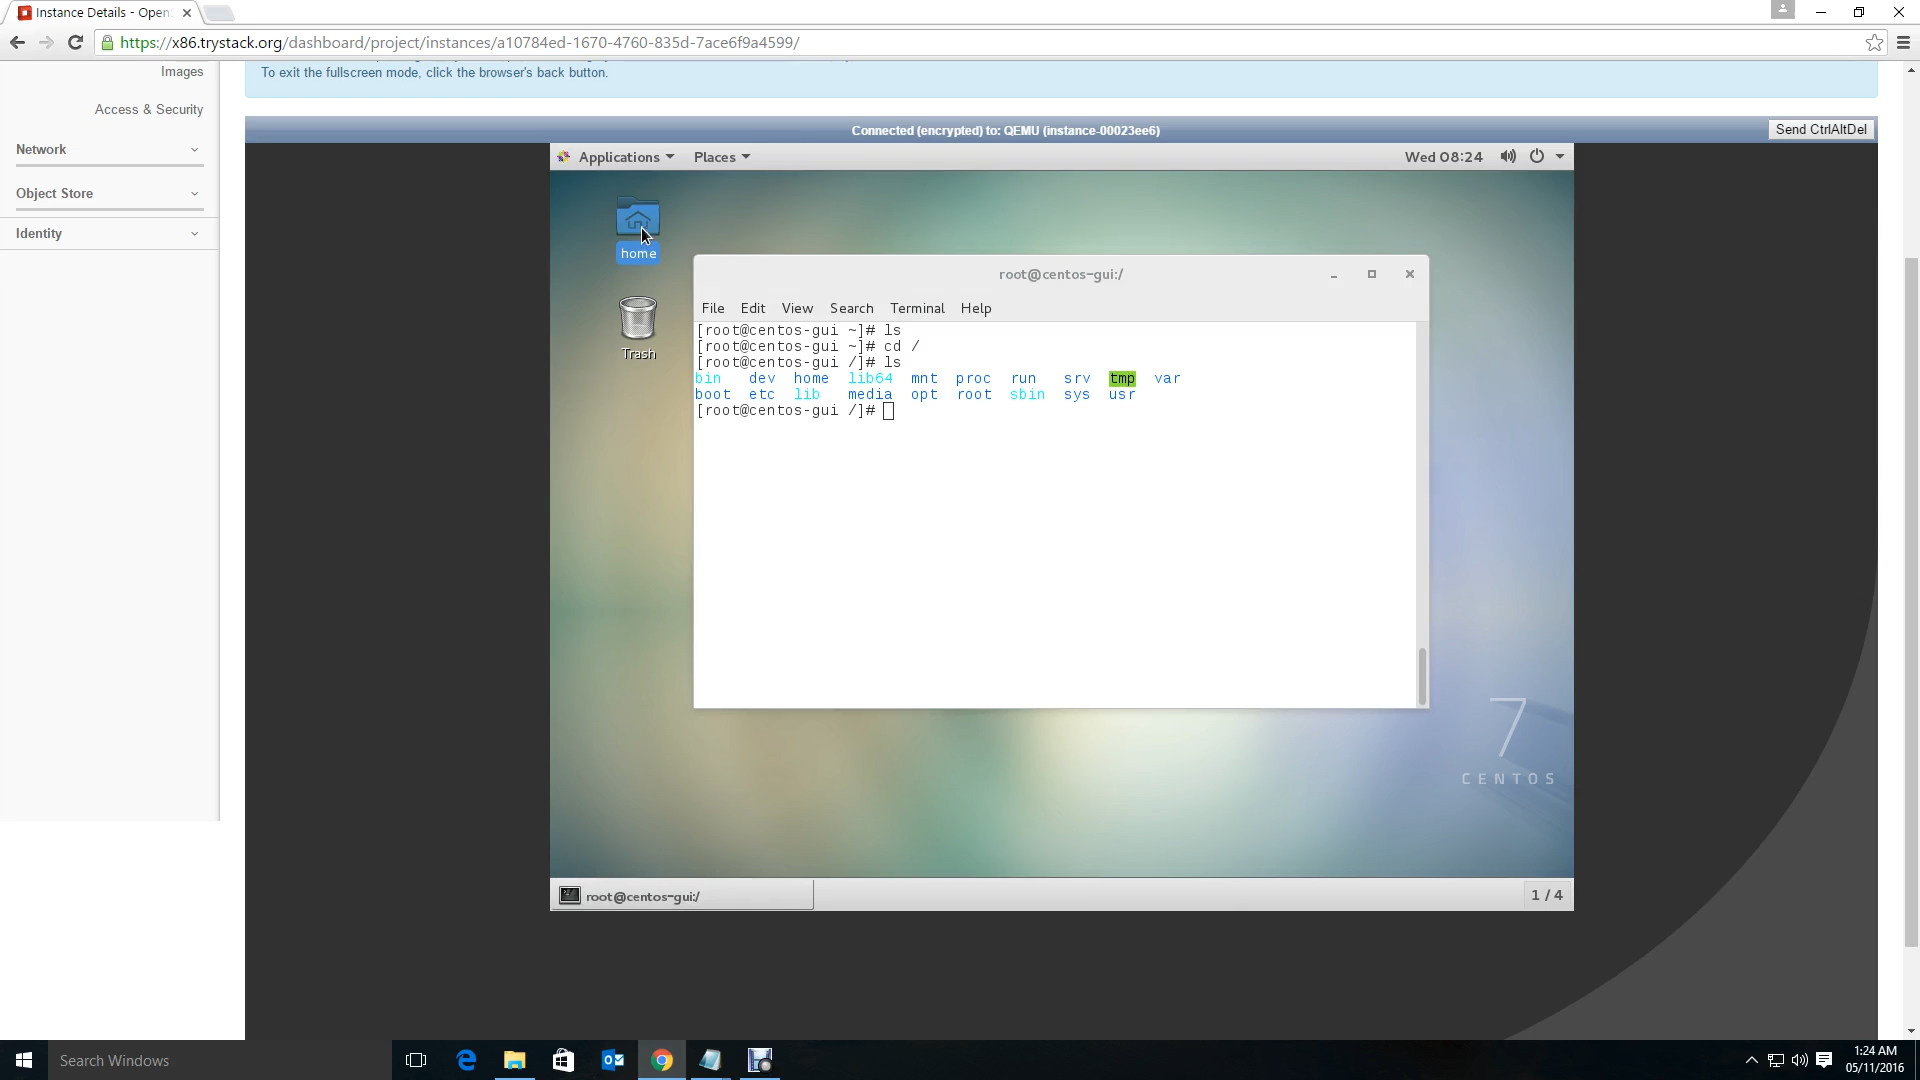 Instance Details - Open
https://x86.trystack.org/dashboard/project/instances/a10784ed-1670-4760-835d-7ace6f9a4599/
Images
To exit the fullscreen mode, click the browser's back button.
Access & Security
Network
Object Store
Identity
Connected (encrypted) to: QEMU (instance-00023ee6)
Send CtrlAltDel
Applications Places Wed 08:24
home
Trash
root@centos-gui:/
File Edit View Search Terminal Help
[root@centos-gui ~]# ls
[root@centos-gui ~]# cd /
[root@centos-gui /]# ls
bin dev home lib64 mnt proc run srv tmp var
boot etc lib media opt root sbin sys usr
[root@centos-gui /]#
7
CENTOS
root@centos-gui:/
1 / 4
Search Windows
1:24 AM
05/11/2016